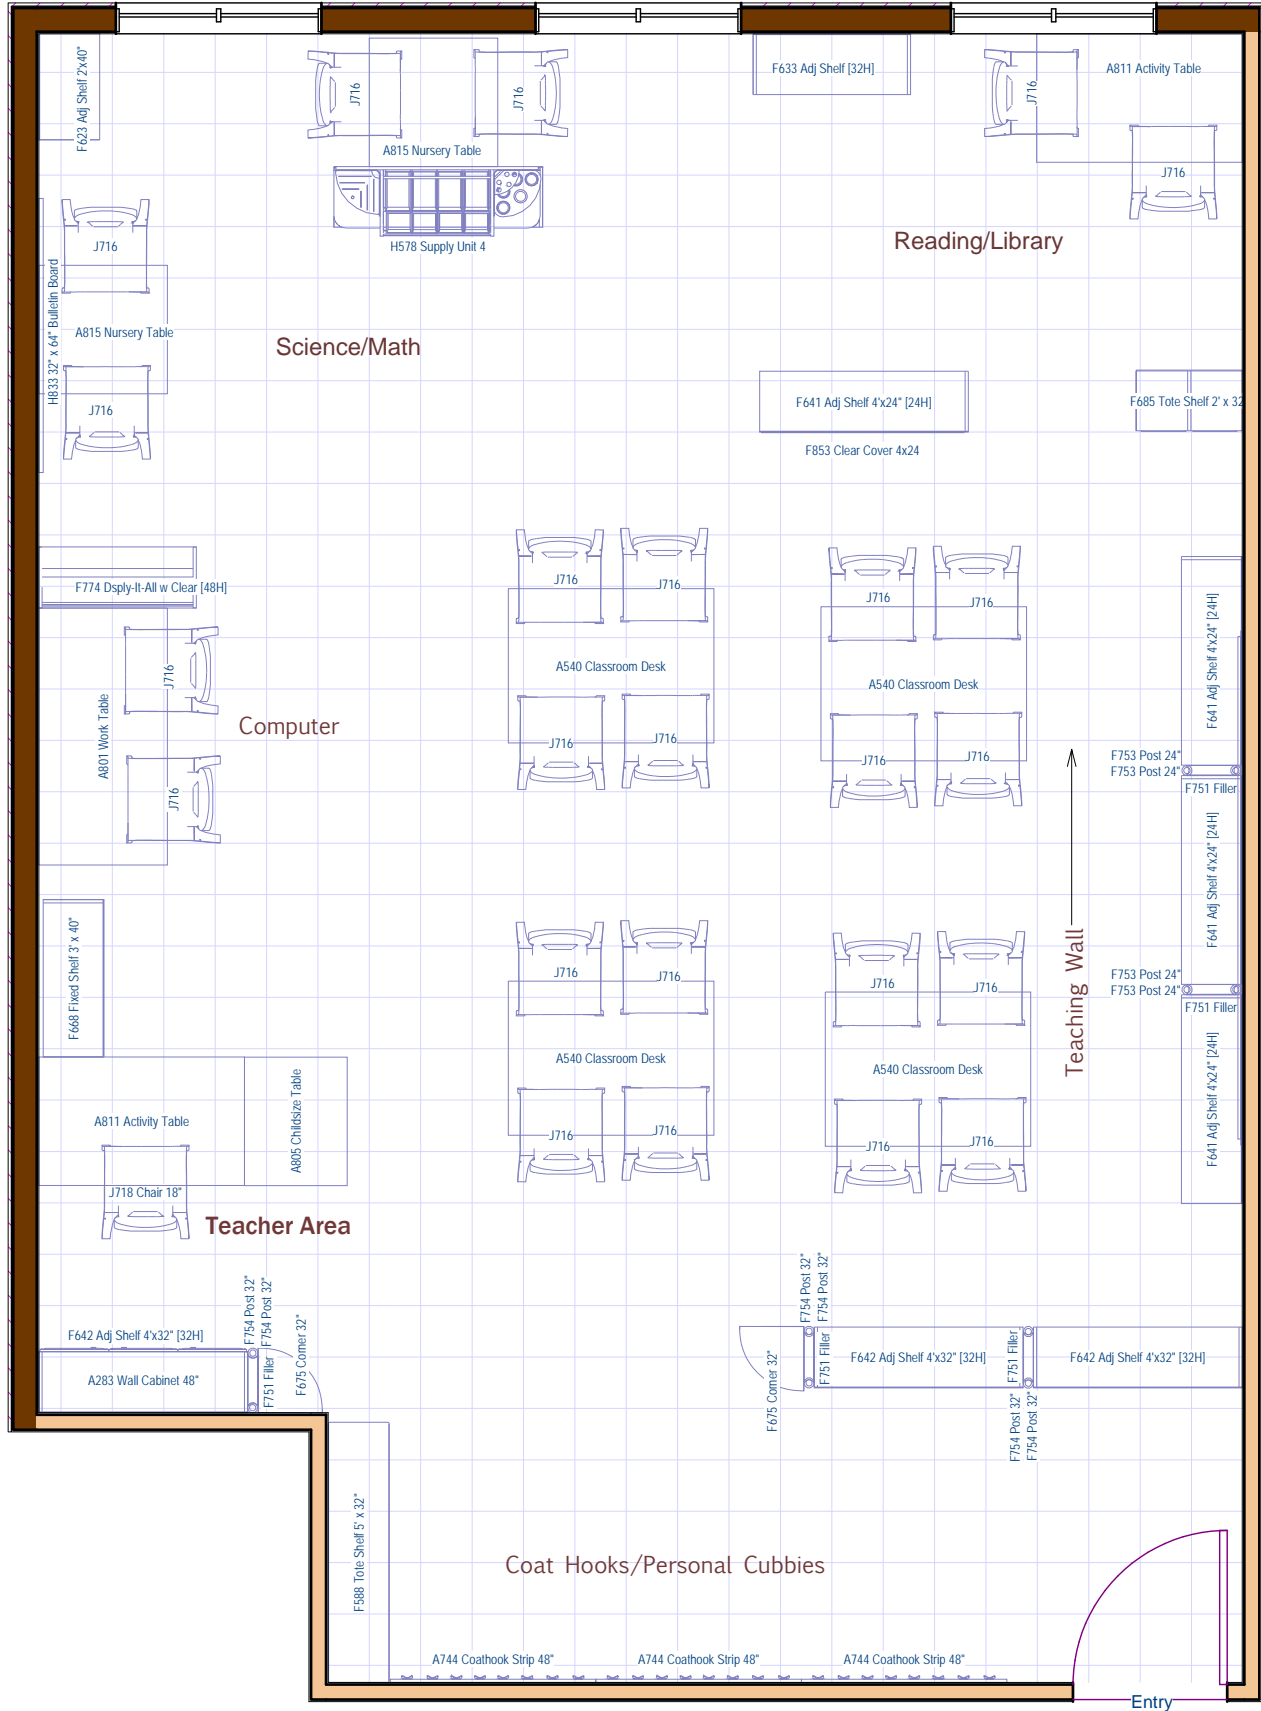 F623 Adj Shelf 2'x40"
J716
J716
A815 Nursery Table
H578 Supply Unit 4
F633 Adj Shelf [32H]
J716
A811 Activity Table
J716
Reading/Library
J716
H833 32" x 64" Bulletin Board
A815 Nursery Table
J716
Science/Math
F641 Adj Shelf 4'x24" [24H]
F853 Clear Cover 4x24
F685 Tote Shelf 2' x 32
F774 Dsply-It-All w Clear [48H]
J716
A801 Work Table
Computer
J716
J716
J716
A540 Classroom Desk
J716
J716
J716
J716
A540 Classroom Desk
J716
J716
F641 Adj Shelf 4'x24" [24H]
F753 Post 24"
F753 Post 24"
F751 Filler
F641 Adj Shelf 4'x24" [24H]
F753 Post 24"
F753 Post 24"
F751 Filler
F641 Adj Shelf 4'x24" [24H]
Teaching Wall
F668 Fixed Shelf 3' x 40"
J716
J716
A540 Classroom Desk
J716
J716
J716
J716
A540 Classroom Desk
J716
J716
A811 Activity Table
A805 Childsize Table
J718 Chair 18"
Teacher Area
F642 Adj Shelf 4'x32" [32H]
A283 Wall Cabinet 48"
F754 Post 32"
F754 Post 32"
F751 Filler
F675 Corner 32"
F754 Post 32"
F754 Post 32"
F675 Corner 32"
F751 Filler
F642 Adj Shelf 4'x32" [32H]
F751 Filler
F642 Adj Shelf 4'x32" [32H]
F754 Post 32"
F754 Post 32"
F588 Tote Shelf 5' x 32"
Coat Hooks/Personal Cubbies
A744 Coathook Strip 48"
A744 Coathook Strip 48"
A744 Coathook Strip 48"
Entry